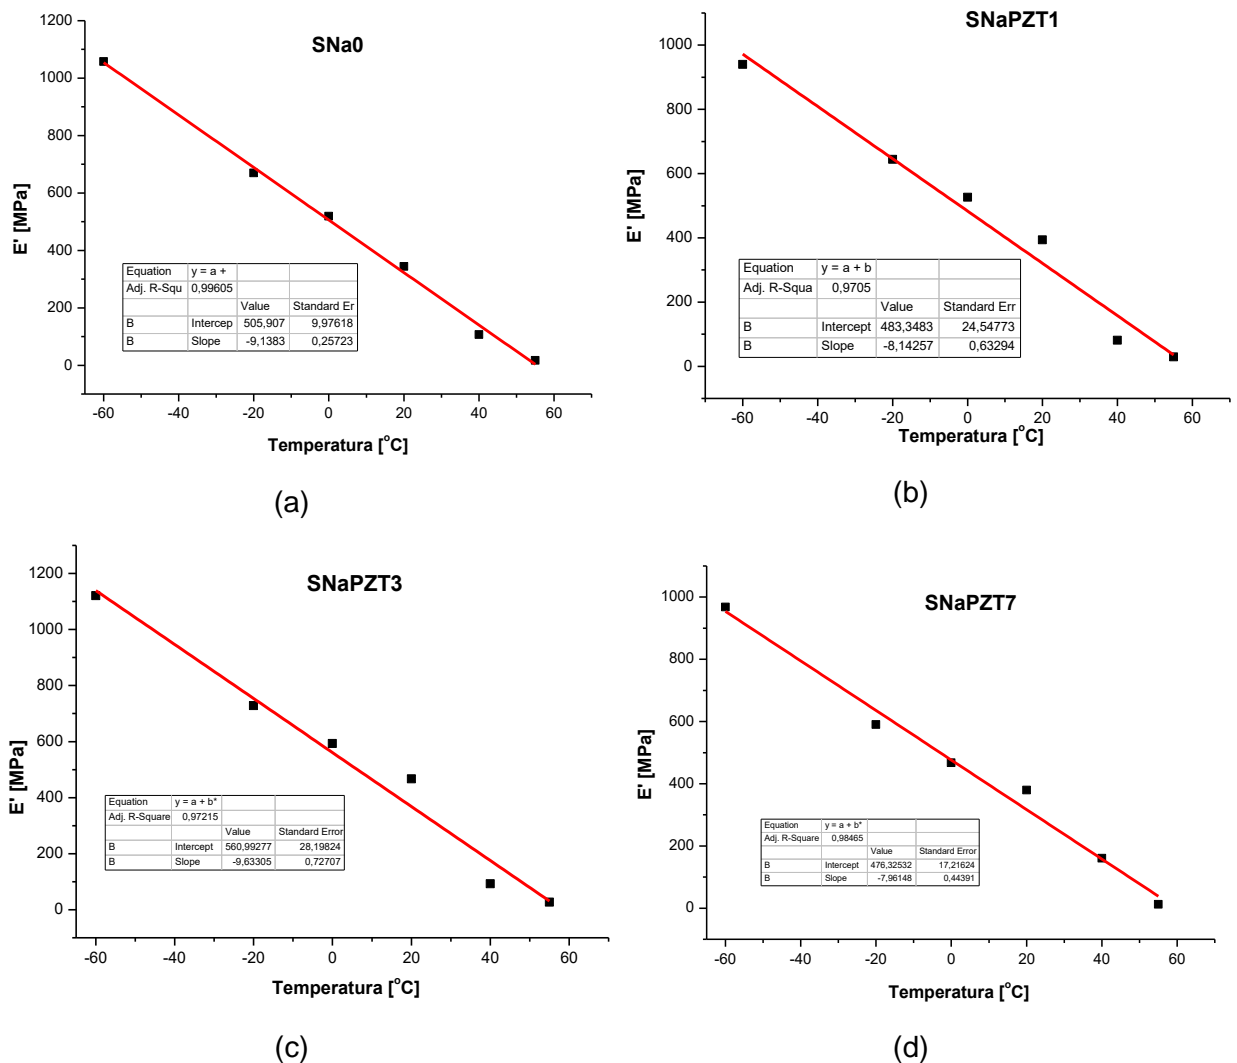 (a)
SNa0
1200
1000
800
600
400
200
0
E' [MPa]
Equation y = a +
Adj. R-Squ 0,99605
Value Standard Er
B Intercep 505,907 9,97618
B Slope -9,1383 0,25723
-60 -40 -20 0 20 40 60
Temperatura [°C]
(a)
(b)
SNaPZT1
1000
800
600
400
200
0
E' [MPa]
Equation y = a + b
Adj. R-Squa 0,9705
Value Standard Err
B Intercept 483,3483 24,54773
B Slope -8,14257 0,63294
-60 -40 -20 0 20 40 60
Temperatura [°C]
(b)
SNaPZT3
1200
1000
800
600
400
200
0
E' [MPa]
Equation y = a + b*
Adj. R-Square 0,97215
Value Standard Error
B Intercept 560,99277 28,19824
B Slope -9,63305 0,72707
-60 -40 -20 0 20 40 60
Temperatura [°C]
(c)
SNaPZT7
1000
800
600
400
200
0
E' [MPa]
Equation y = a + b*
Adj. R-Square 0,98465
Value Standard Error
B Intercept 476,32532 17,21624
B Slope -7,96148 0,44391
-60 -40 -20 0 20 40 60
Temperatura [°C]
(d)